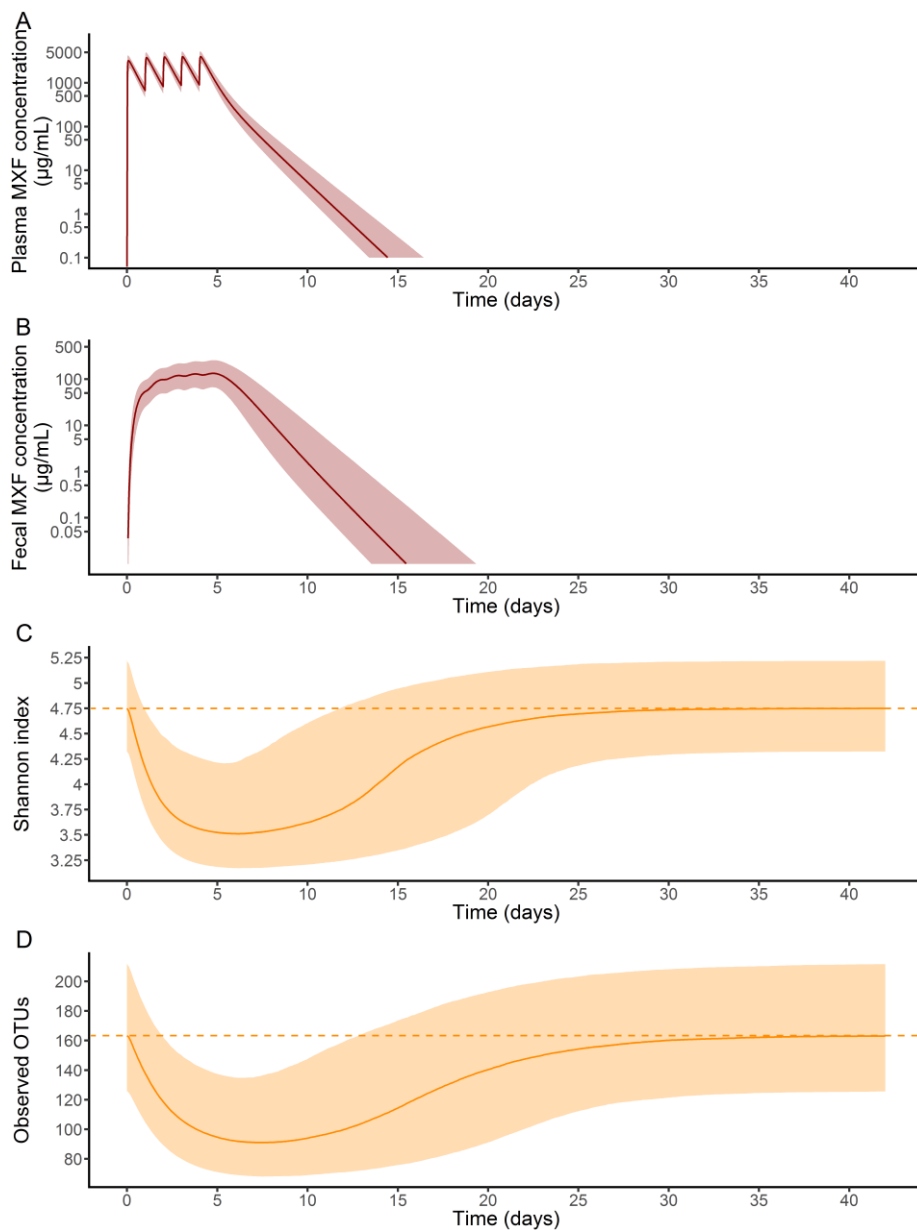 A
Plasma MXF concentration
(µg/mL)
5000
1000
500
100
50
10
5
1
0.5
0.1
0 5 10 15 20 25 30 35 40
Time (days)
B
Fecal MXF concentration
(µg/mL)
500
100
50
10
5
1
0.5
0.1
0.05
0 5 10 15 20 25 30 35 40
Time (days)
C
Shannon index
5.25
5
4.75
4.5
4.25
4
3.75
3.5
3.25
0 5 10 15 20 25 30 35 40
Time (days)
D
Observed OTUs
200
180
160
140
120
100
80
0 5 10 15 20 25 30 35 40
Time (days)